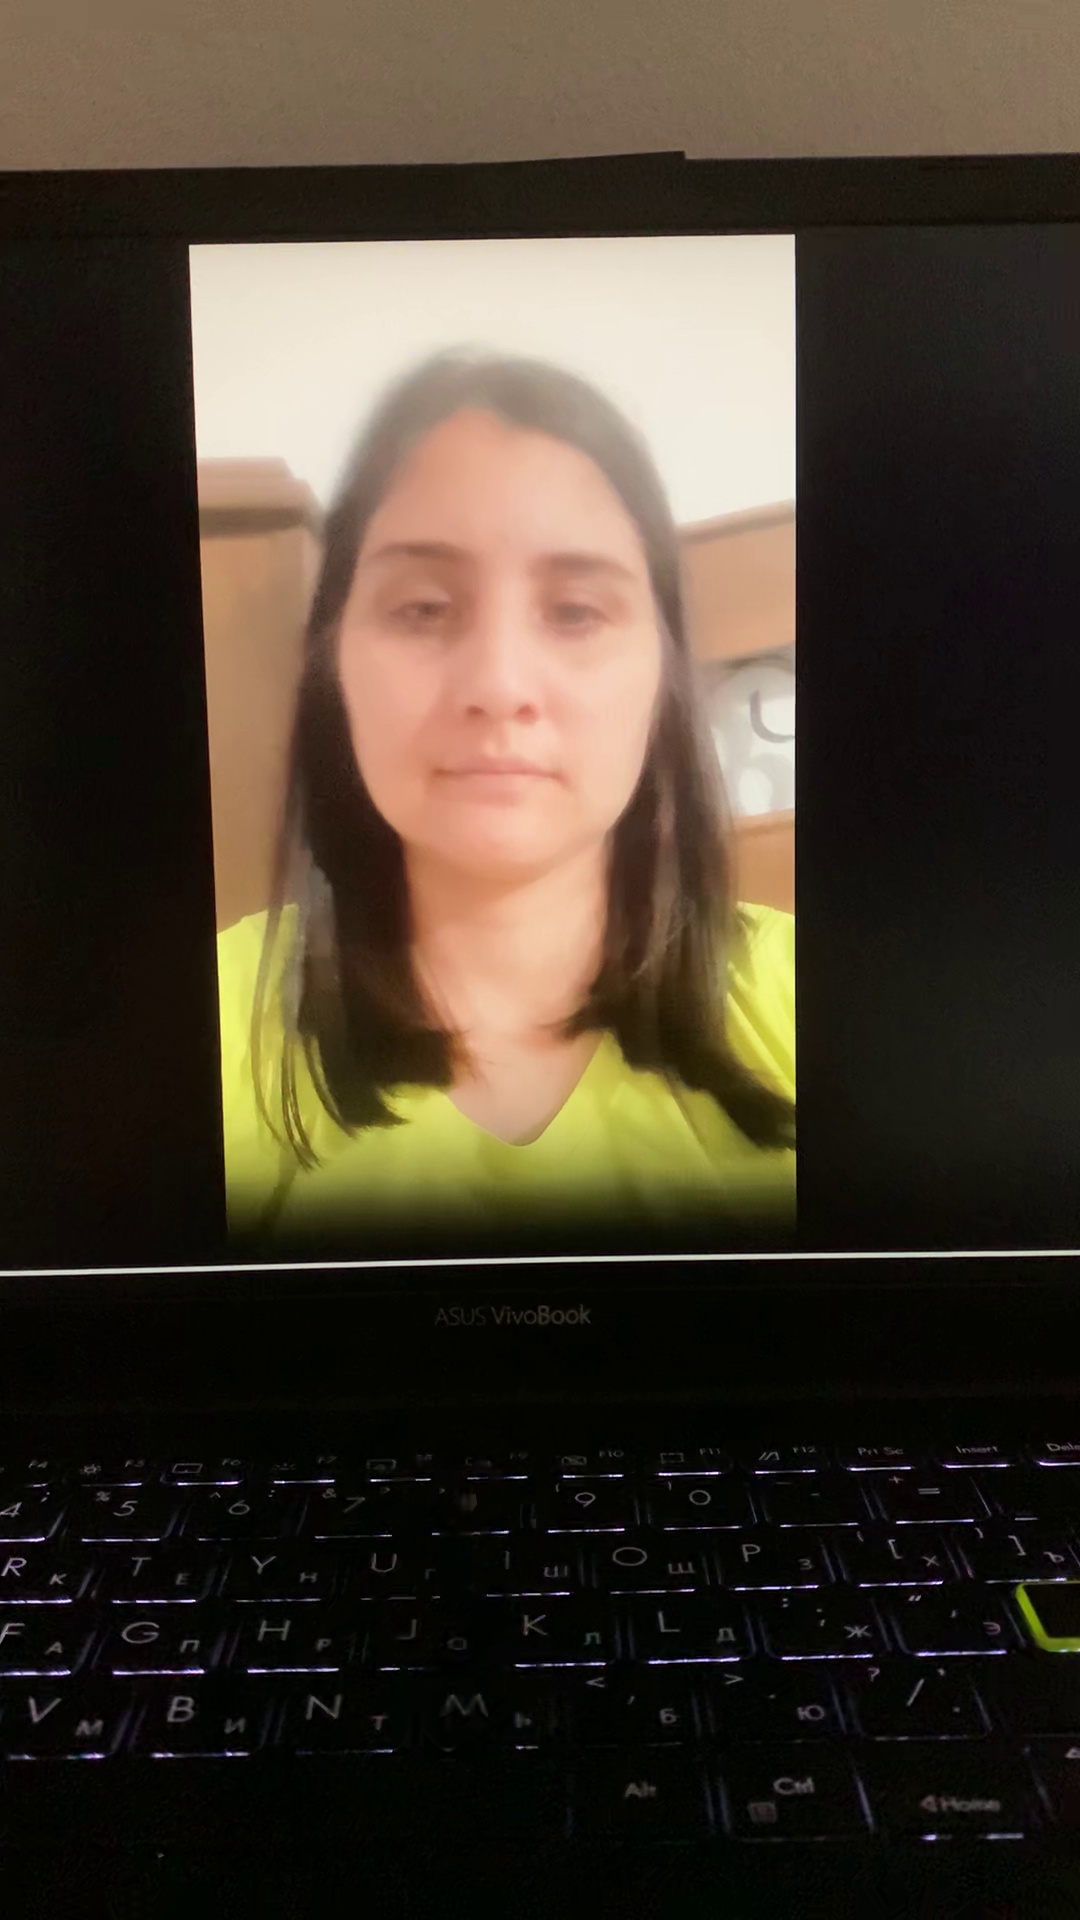 ASUS VivoBook
F4 F5 F6 F7 F8 F9 F10 F11 F12 Prt Sc Insert
4 ; % 5 ^ 6 : & 7 ? ( 9 ) 0 - + =
R К T Е Y Н U Г I Ш O Щ P З { [ Х } ] Ъ
F А G П H Р J О K Л L Д : ; Ж " ' Э
V М B И N Т M Ь < , Б > . Ю ? / , .
Alt Ctrl Home